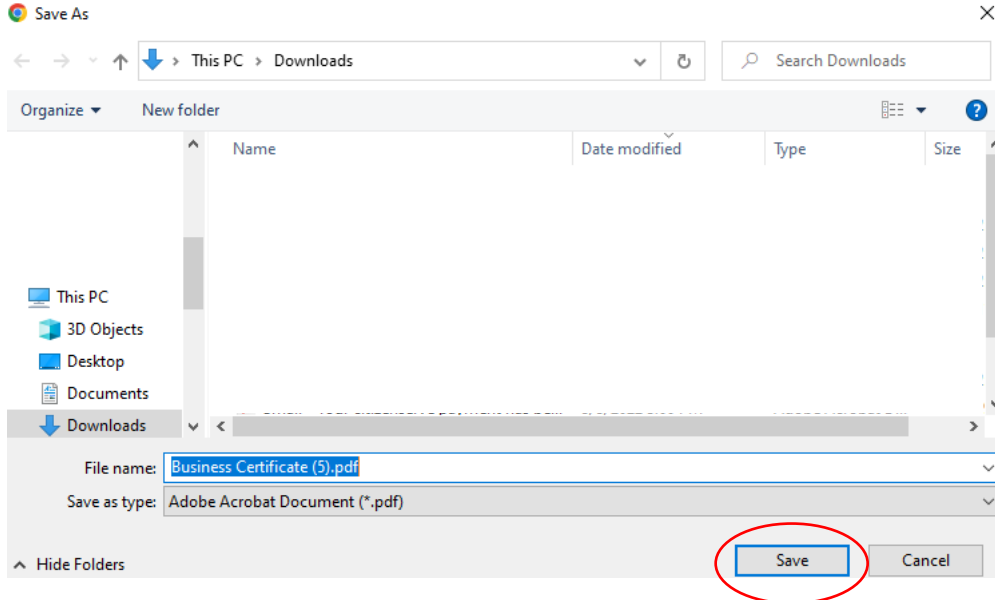 Save As
This PC > Downloads
Search Downloads
Organize
New folder
Name
Date modified
Type
Size
This PC
3D Objects
Desktop
Documents
Downloads
File name: Business Certificate (5).pdf
Save as type: Adobe Acrobat Document (*.pdf)
Hide Folders
Save
Cancel